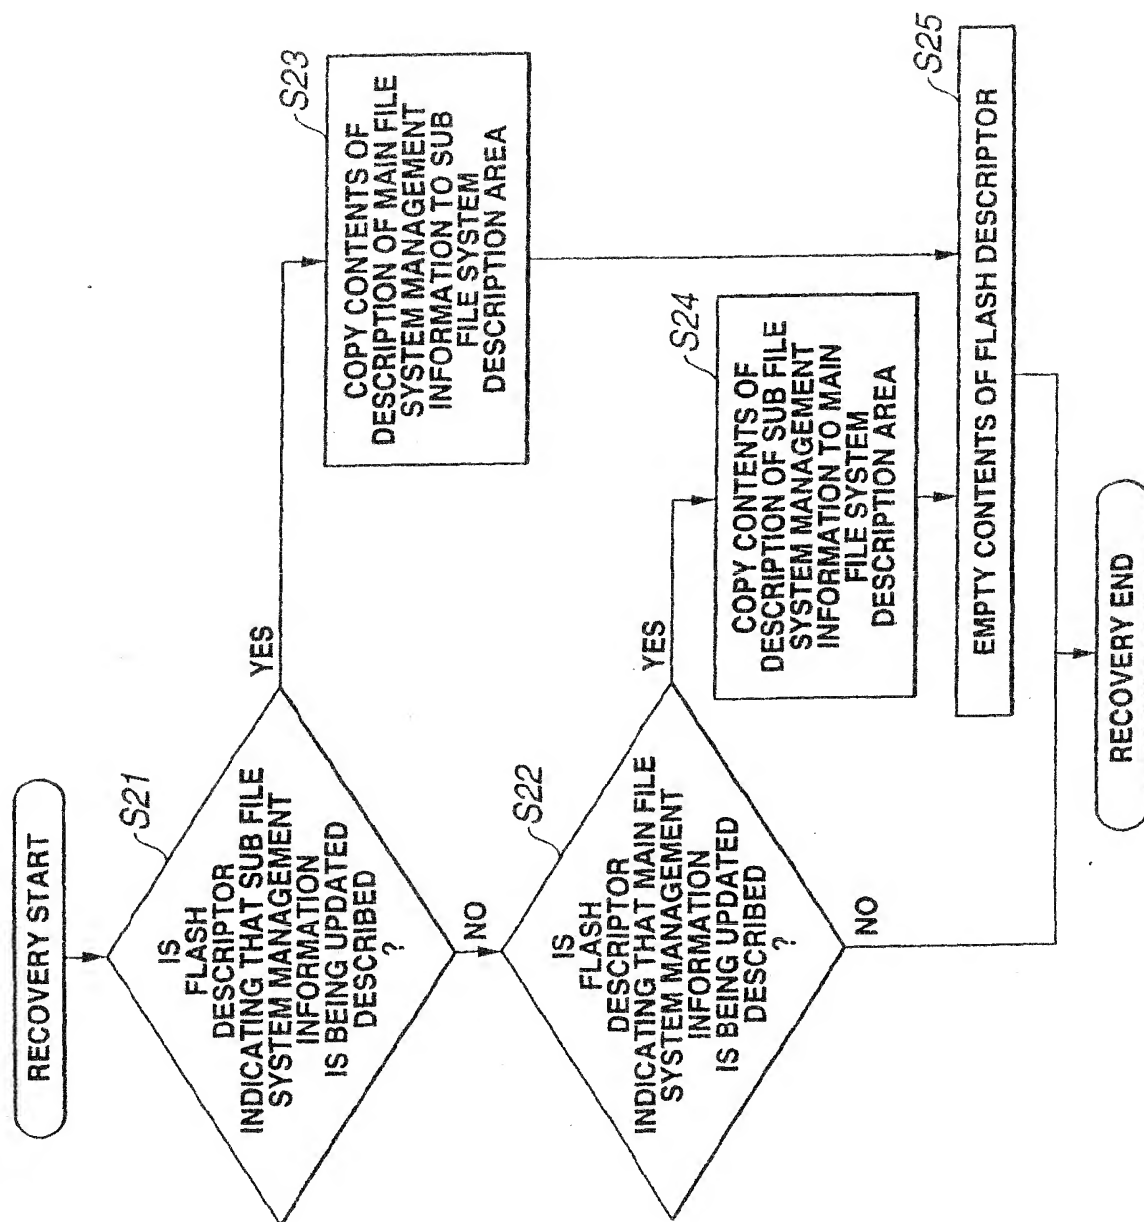 RECOVERY START
S21
IS
FLASH
DESCRIPTOR
INDICATING THAT SUB FILE
SYSTEM MANAGEMENT
INFORMATION
IS BEING UPDATED
DESCRIBED
?
YES
NO
S23
COPY CONTENTS OF
DESCRIPTION OF MAIN FILE
SYSTEM MANAGEMENT
INFORMATION TO SUB
FILE SYSTEM
DESCRIPTION AREA
S22
IS
FLASH
DESCRIPTOR
INDICATING THAT MAIN FILE
SYSTEM MANAGEMENT
INFORMATION
IS BEING UPDATED
DESCRIBED
?
YES
NO
S24
COPY CONTENTS OF
DESCRIPTION OF SUB FILE
SYSTEM MANAGEMENT
INFORMATION TO MAIN
FILE SYSTEM
DESCRIPTION AREA
S25
EMPTY CONTENTS OF FLASH DESCRIPTOR
RECOVERY END